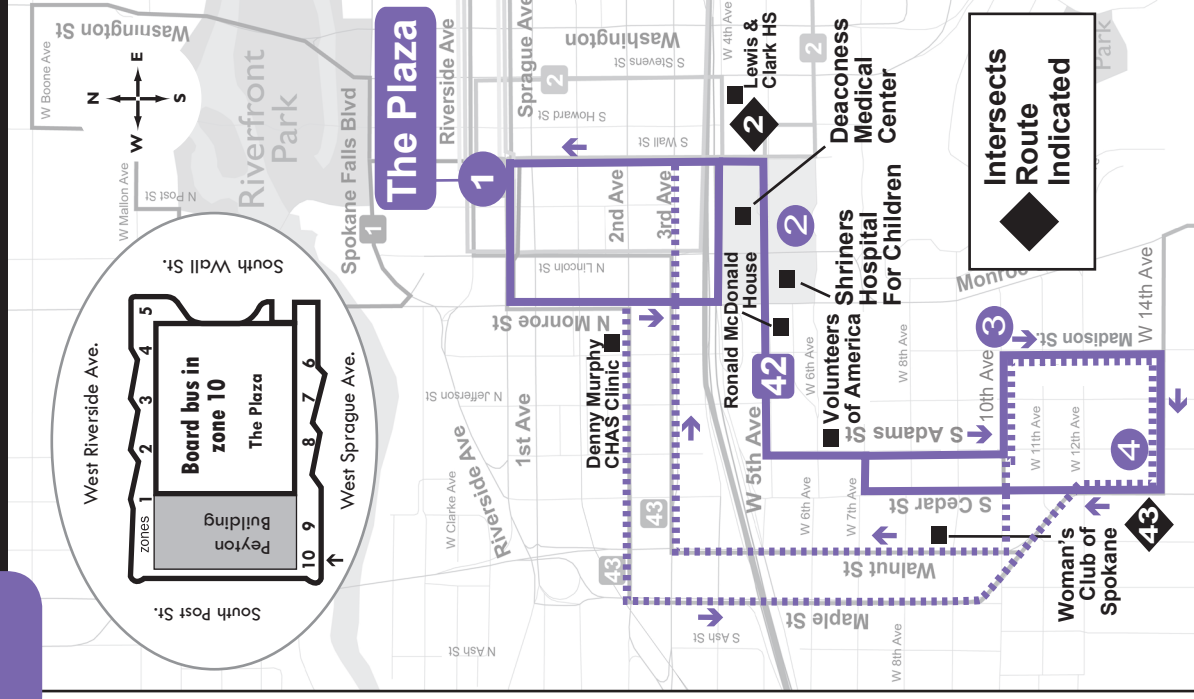 W Boone Ave
Washington St
N
W
E
S
W Mallon Ave
N Post St
Riverfront
Park
Spokane Falls Blvd
1
The Plaza
Riverside Ave
Sprague Ave
Washington
S Stevens St
2
S Howard St
W 4th Ave
2
Lewis &
Clark HS
2
S Wall St
1
2nd Ave
3rd Ave
N Lincoln St
N Monroe St
Deaconess
Medical
Center
2
Shriners
Hospital
For Children
Ronald McDonald
House
42
Volunteers
of America
Denny Murphy
CHAS Clinic
N Jefferson St
1st Ave
W Clarke Ave
Riverside Ave
43
43
W 5th Ave
W 6th Ave
W 8th Ave
S Adams St
10th Ave
3
Madison St.
Monroe
W 14th Ave
W 11th Ave
W 12th Ave
4
S Cedar St
W 6th Ave
W 7th Ave
Walnut St
Maple St
S Ash St
N Ash St
W 8th Ave
Woman's
Club of
Spokane
43
Park
Intersects
Route
Indicated
West Riverside Ave.
South Wall St.
South Post St.
West Sprague Ave.
zones
1
2
3
4
5
6
7
8
9
10
Board bus in
zone 10
The Plaza
Peyton
Building